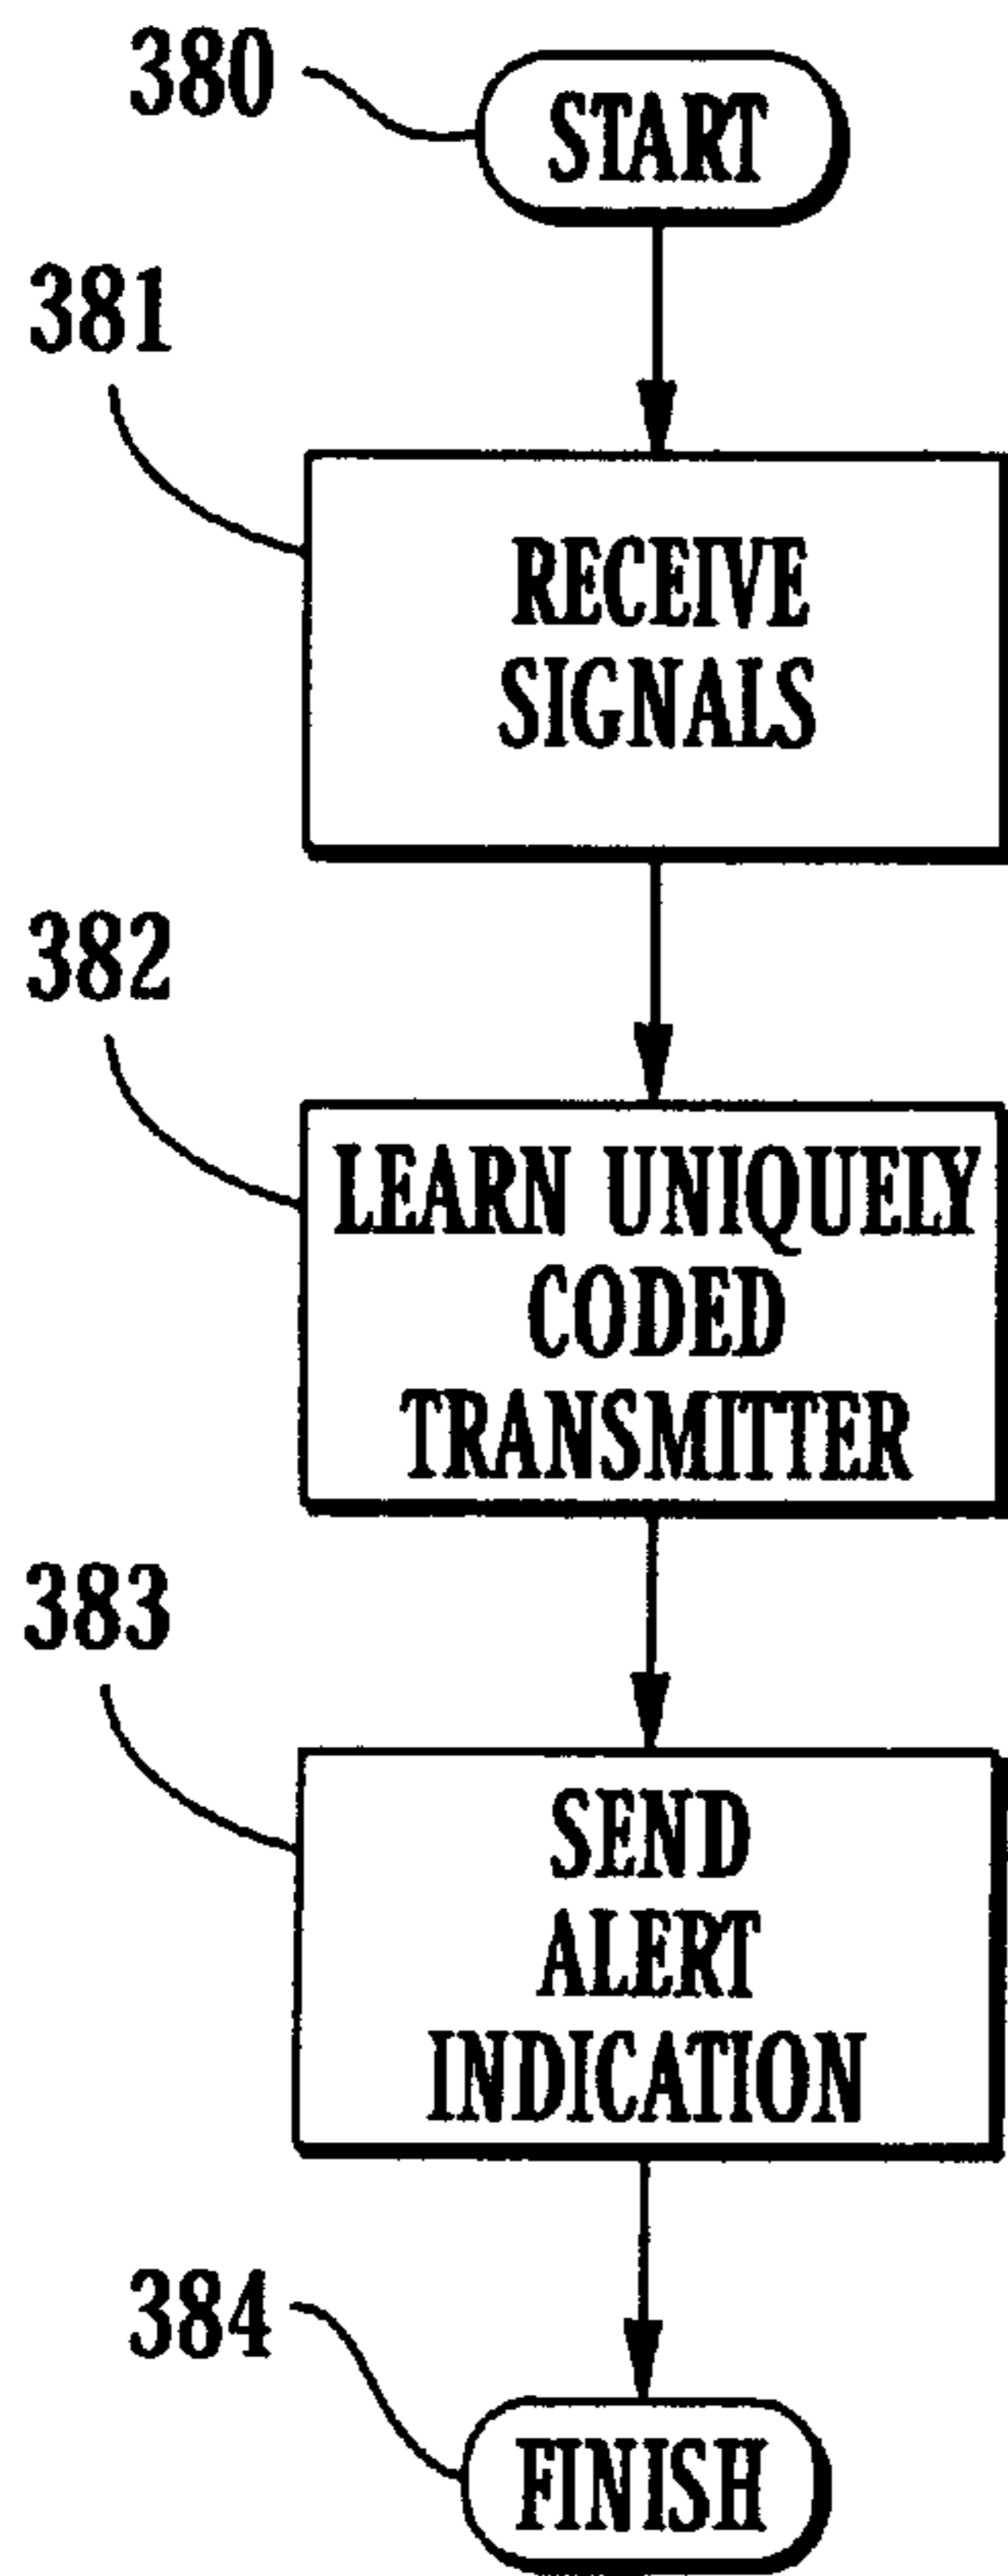 380
START
381
RECEIVE
SIGNALS
382
LEARN UNIQUELY
CODED
TRANSMITTER
383
SEND
ALERT
INDICATION
384
FINISH